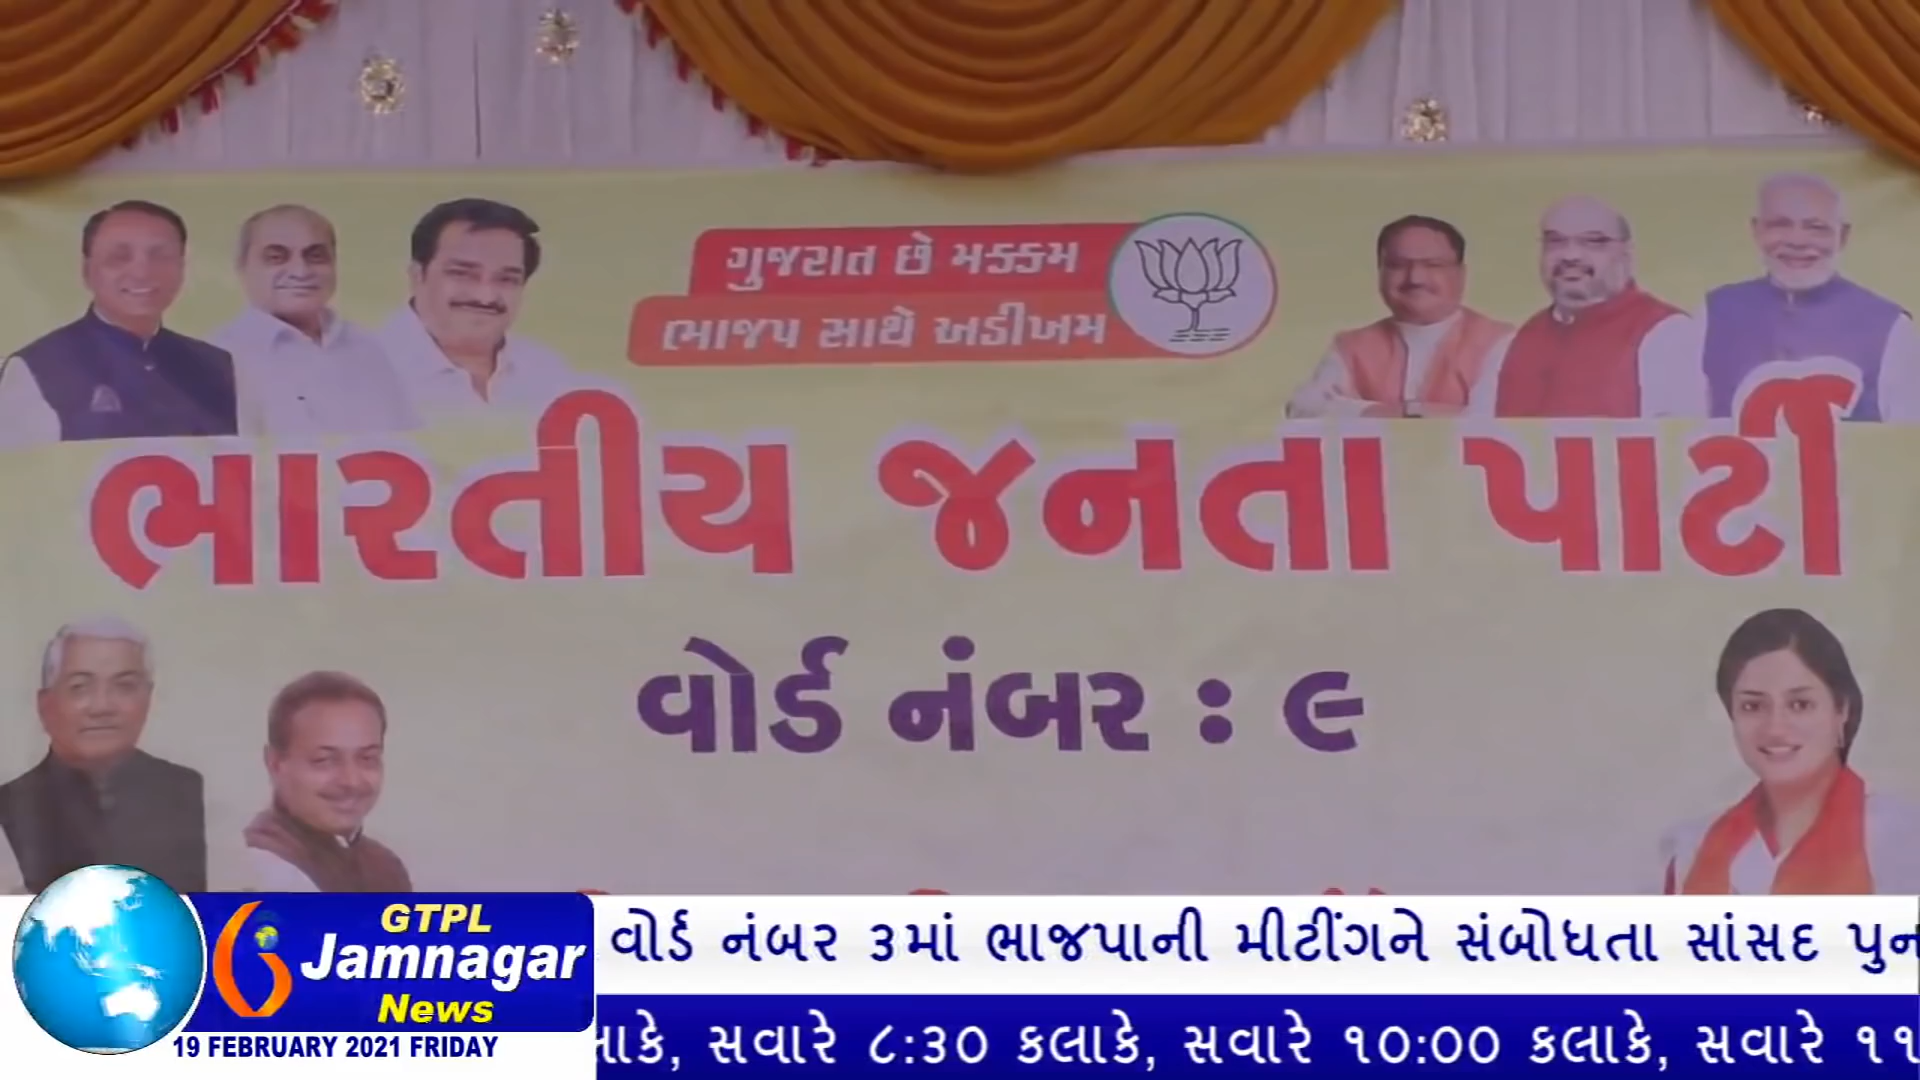 ગુજરાત છે મક્કમ
ભાજપ સાથે અડીખમ
ભારતીય જનતા પાર્ટી
વોર્ડ નંબર : ૯
GTPL
Jamnagar
News
19 FEBRUARY 2021 FRIDAY
વોર્ડ નંબર ૩માં ભાજપાની મીટીંગને સંબોધતા સાંસદ
સવારે ૮:૩૦ કલાકે, સવારે ૧૦:૦૦ કલાકે, સવારે ૧૧